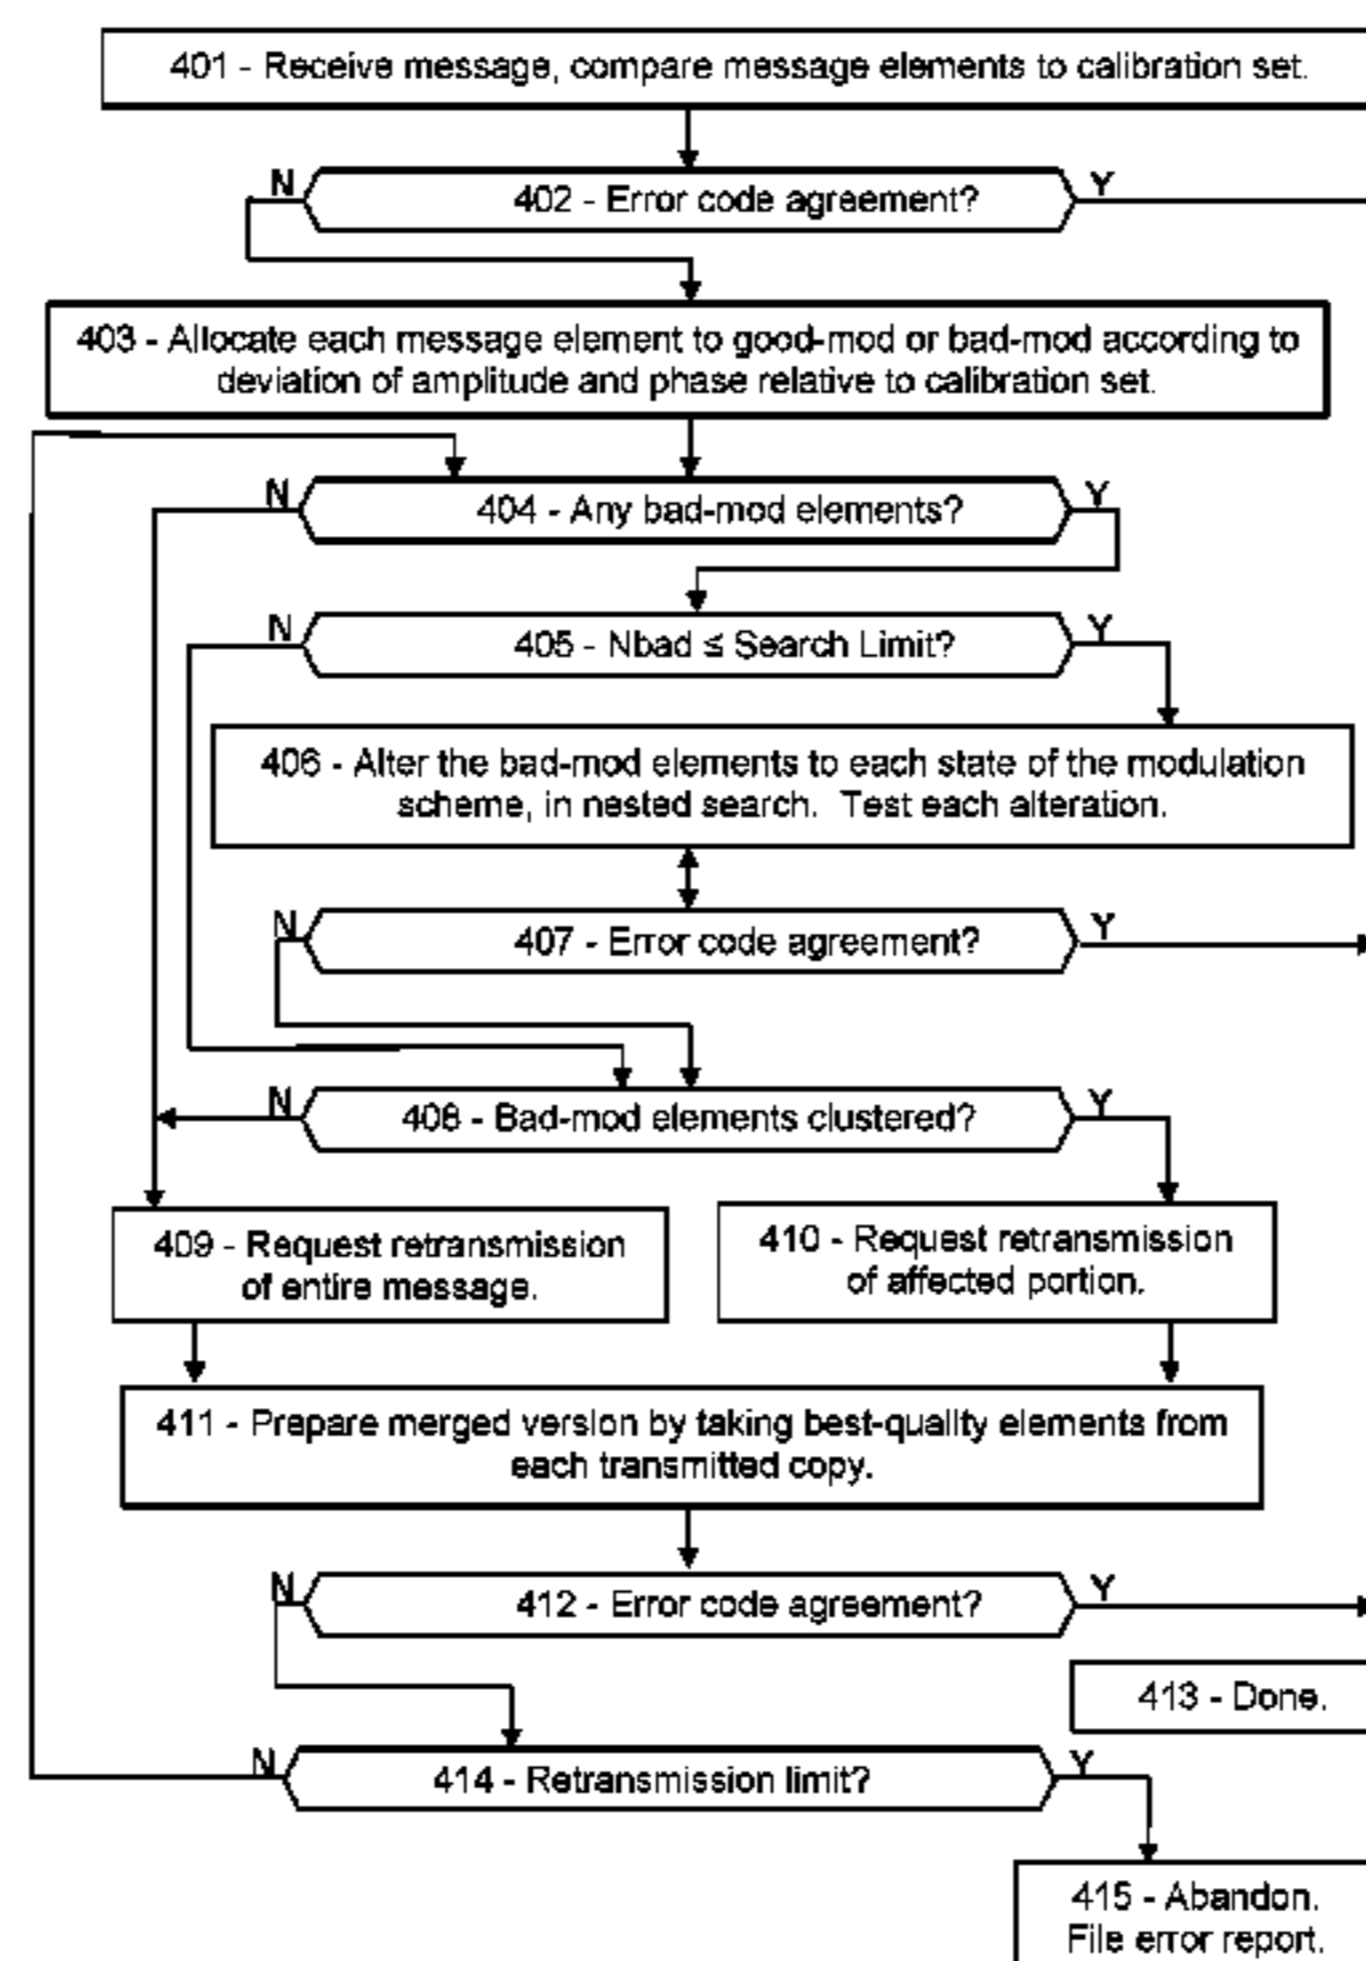 401 - Receive message, compare message elements to calibration set.
N
Y
402 - Error code agreement?
403 - Allocate each message element to good-mod or bad-mod according to
deviation of amplitude and phase relative to calibration set.
N
Y
404 - Any bad-mod elements?
N
Y
405 - Nbad ≤ Search Limit?
406 - Alter the bad-mod elements to each state of the modulation
scheme, in nested search. Test each alteration.
N
Y
407 - Error code agreement?
N
Y
408 - Bad-mod elements clustered?
409 - Request retransmission
of entire message.
410 - Request retransmission
of affected portion.
411 - Prepare merged version by taking best-quality elements from
each transmitted copy.
N
Y
412 - Error code agreement?
413 - Done.
N
Y
414 - Retransmission limit?
415 - Abandon.
File error report.